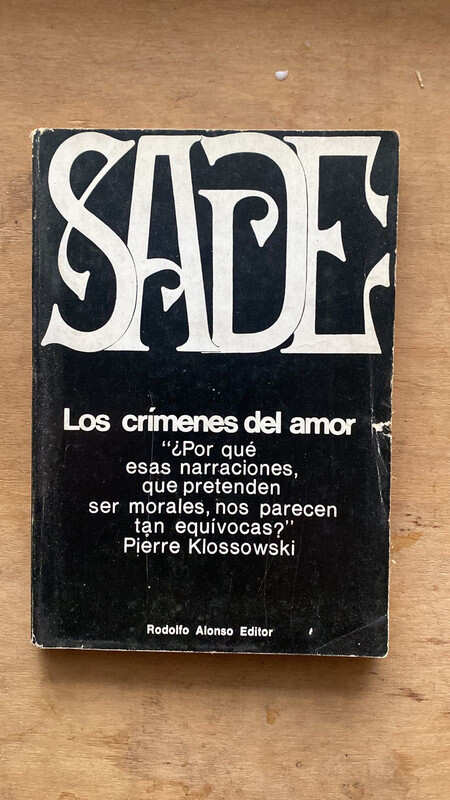 SADE
Los crímenes del amor
"¿Por qué
esas narraciones,
que pretenden
ser morales, nos parecen
tan equívocas?"
Pierre Klossowski
Rodolfo Alonso Editor